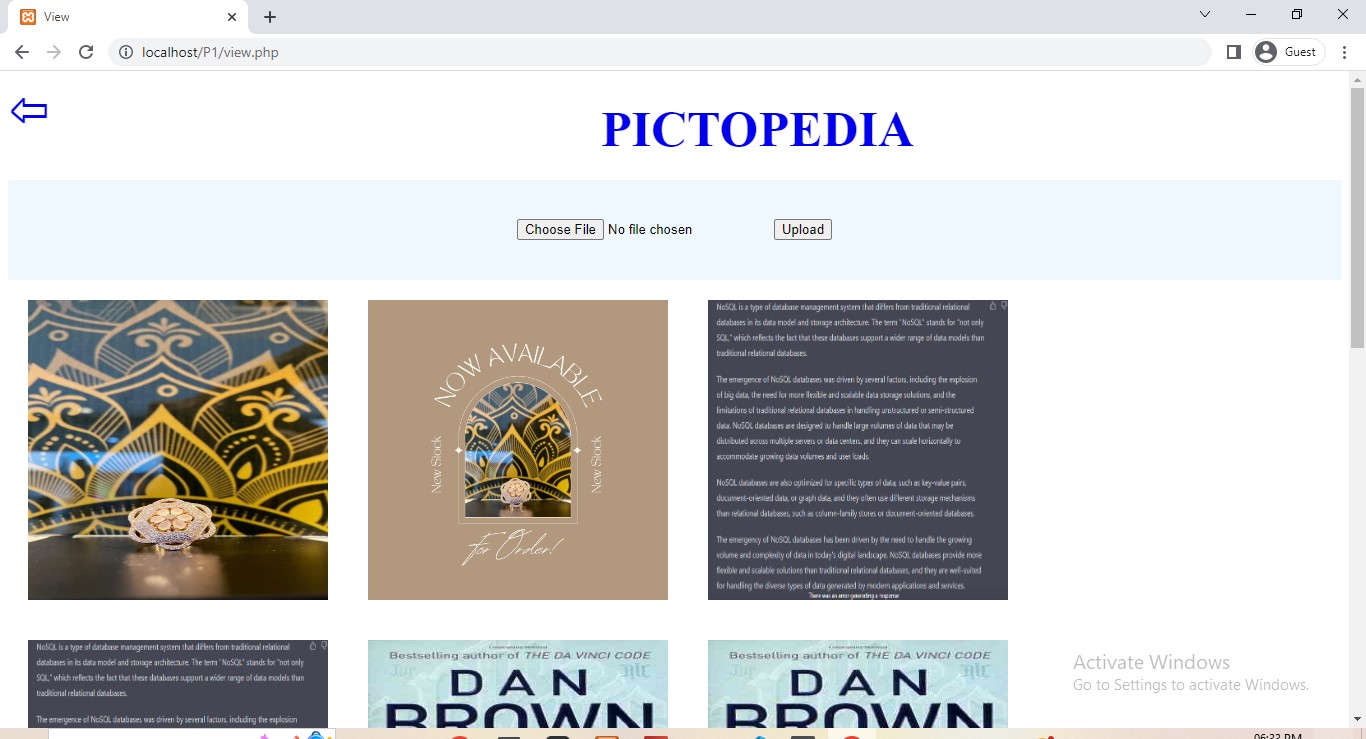 View
localhost/P1/view.php
Guest
PICTOPEDIA
Choose File No file chosen
Upload
NOW AVAILABLE
New Stock
New Stock
For Order!
NoSQL is a type of database management system that differs from traditional relational
databases in its data model and storage architecture. The term "NoSQL" stands for "not only
SQL," which reflects the fact that these databases support a wider range of data models than
traditional relational databases.
The emergence of NoSQL databases was driven by several factors, including the explosion
of big data, the need for more flexible and scalable data storage solutions, and the
limitations of traditional relational databases in handling unstructured or semi-structured
data. NoSQL databases are designed to handle large volumes of data that may be
distributed across multiple servers or data centers, and they can scale horizontally to
accommodate growing data volumes and user loads.
NoSQL databases are also optimized for specific types of data, such as key-value pairs,
document-oriented data, or graph data, and they often use different storage mechanisms
than relational databases, such as column-family stores or document-oriented databases.
The emergency of NoSQL databases has been driven by the need to handle the growing
volume and complexity of data in today's digital landscape. NoSQL databases provide more
flexible and scalable solutions than traditional relational databases, and they are well-suited
for handling the diverse types of data generated by modern applications and services.
There was an error generating a response
NoSQL is a type of database management system that differs from traditional relational
databases in its data model and storage architecture. The term "NoSQL" stands for "not only
SQL," which reflects the fact that these databases support a wider range of data models than
traditional relational databases.
The emergence of NoSQL databases was driven by several factors, including the explosion
Bestselling author of THE DA VINCI CODE
DAN
BROWN
Bestselling author of THE DA VINCI CODE
DAN
BROWN
Activate Windows
Go to Settings to activate Windows.
06:33 PM